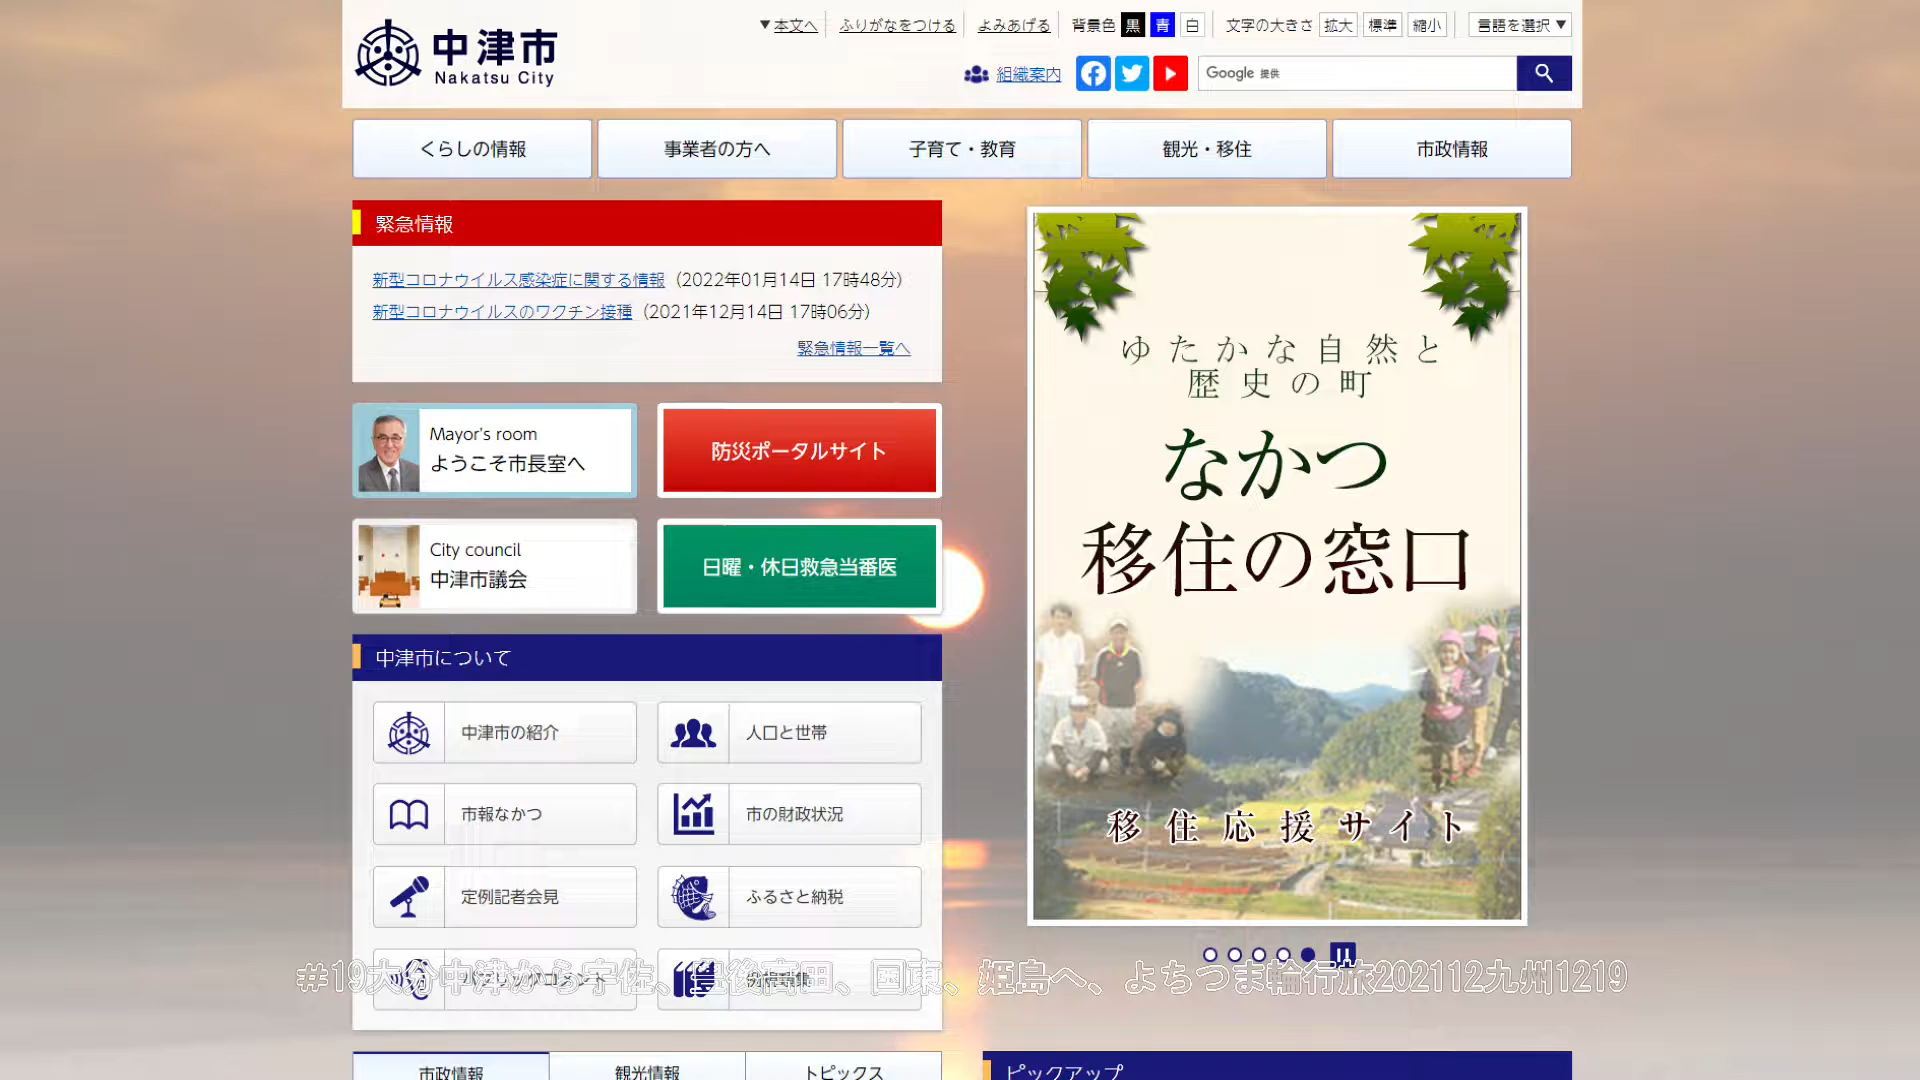 中津市
Nakatsu City
▼本文へ
ふりがなをつける
よみあげる
背景色 黒 青 白
文字の大きさ 拡大 標準 縮小
言語を選択▼
組織案内
Google 提供
くらしの情報
事業者の方へ
子育て・教育
観光・移住
市政情報
緊急情報
新型コロナウイルス感染症に関する情報（2022年01月14日 17時48分）
新型コロナウイルスのワクチン接種（2021年12月14日 17時06分）
緊急情報一覧へ
Mayor's room
ようこそ市長室へ
防災ポータルサイト
City council
中津市議会
日曜・休日救急当番医
中津市について
中津市の紹介
人口と世帯
市報なかつ
市の財政状況
定例記者会見
ふるさと納税
パブリックコメント
例規類集
ゆたかな自然と
歴史の町
なかつ
移住の窓口
移住応援サイト
#19大分中津から宇佐、豊後高田、国東、姫島へ、よちつま輪行旅202112九州1219
市政情報
観光情報
トピックス
ピックアップ